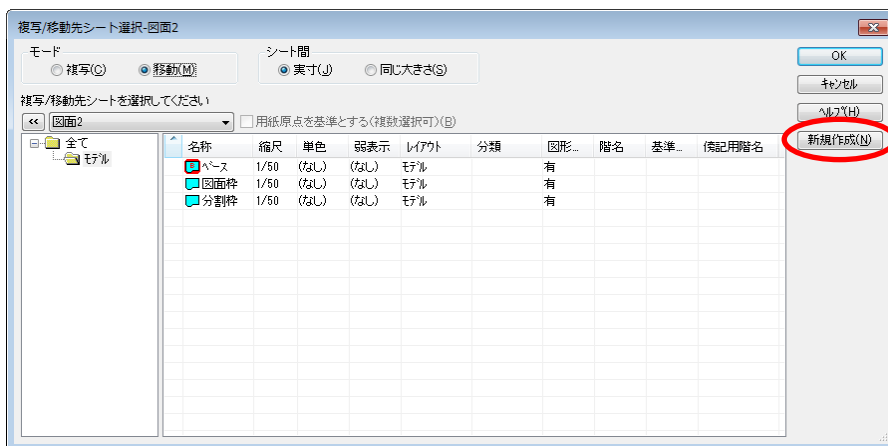 複写/移動先シート選択-図面2
モード
複写(C) 移動(M)
シート間
実寸(J) 同じ大きさ(S)
OK
キャンセル
ヘルプ(H)
新規作成(N)
複写/移動先シートを選択してください
<< 図面2 用紙原点を基準とする(複数選択可)(B)
全て
モデル
名称 縮尺 単色 弱表示 レイアウト 分類 図形... 階名 基準... 傍記用階名
ベース 1/50 (なし) (なし) モデル 有
図面枠 1/50 (なし) (なし) モデル 有
分割枠 1/50 (なし) (なし) モデル 有